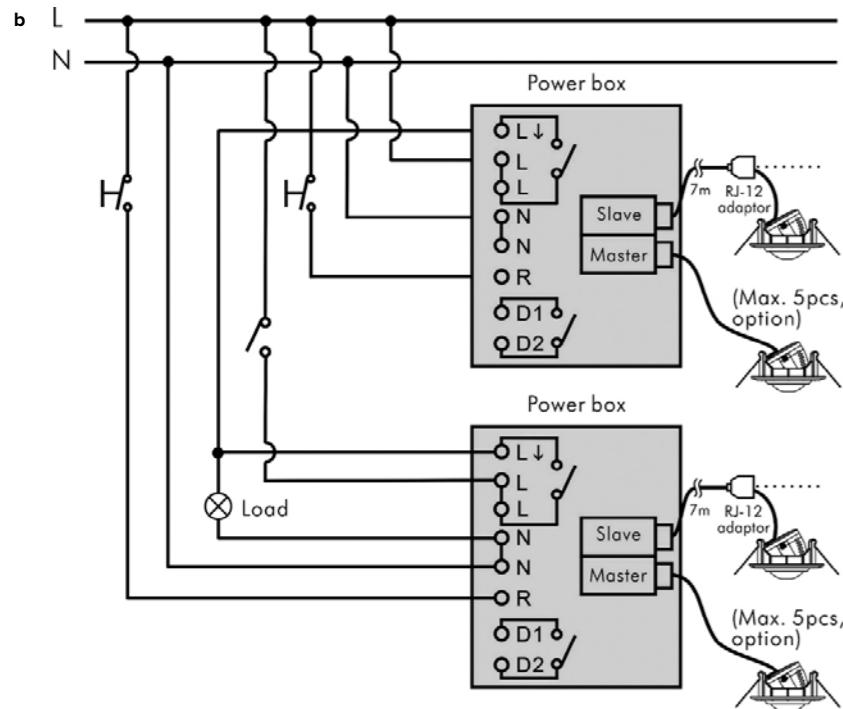 b
L
N
Power box
L ↓
L
L
N
N
R
D1
D2
Slave
Master
7m
RJ-12
adaptor
(Max. 5pcs,
option)
Power box
L ↓
L
L
N
N
R
D1
D2
Load
Slave
Master
7m
RJ-12
adaptor
(Max. 5pcs,
option)